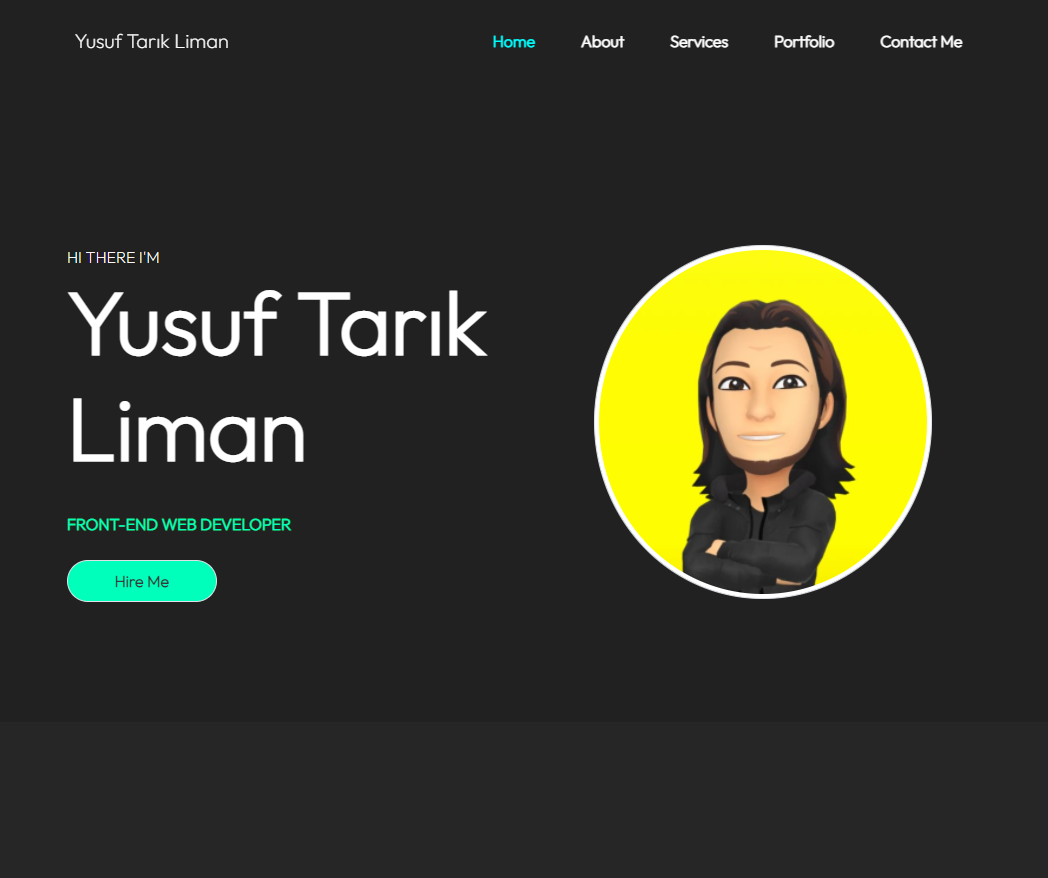 Yusuf Tarık Liman
Home About Services Portfolio Contact Me
HI THERE I'M
Yusuf Tarık
Liman
FRONT-END WEB DEVELOPER
Hire Me